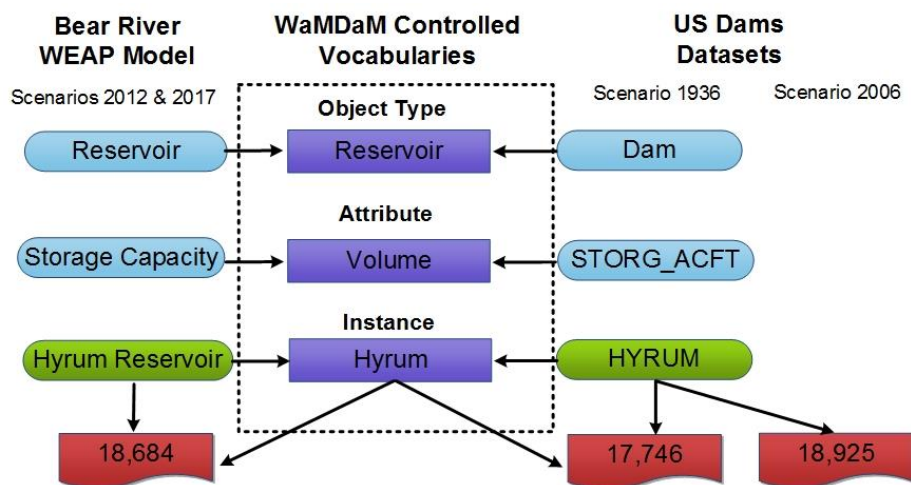 Bear River
WEAP Model
WaMDaM Controlled
Vocabularies
US Dams
Datasets
Scenarios 2012 & 2017
Scenario 1936
Scenario 2006
Object Type
Reservoir
Reservoir
Dam
Attribute
Storage Capacity
Volume
STORG_ACFT
Instance
Hyrum Reservoir
Hyrum
HYRUM
18,684
17,746
18,925